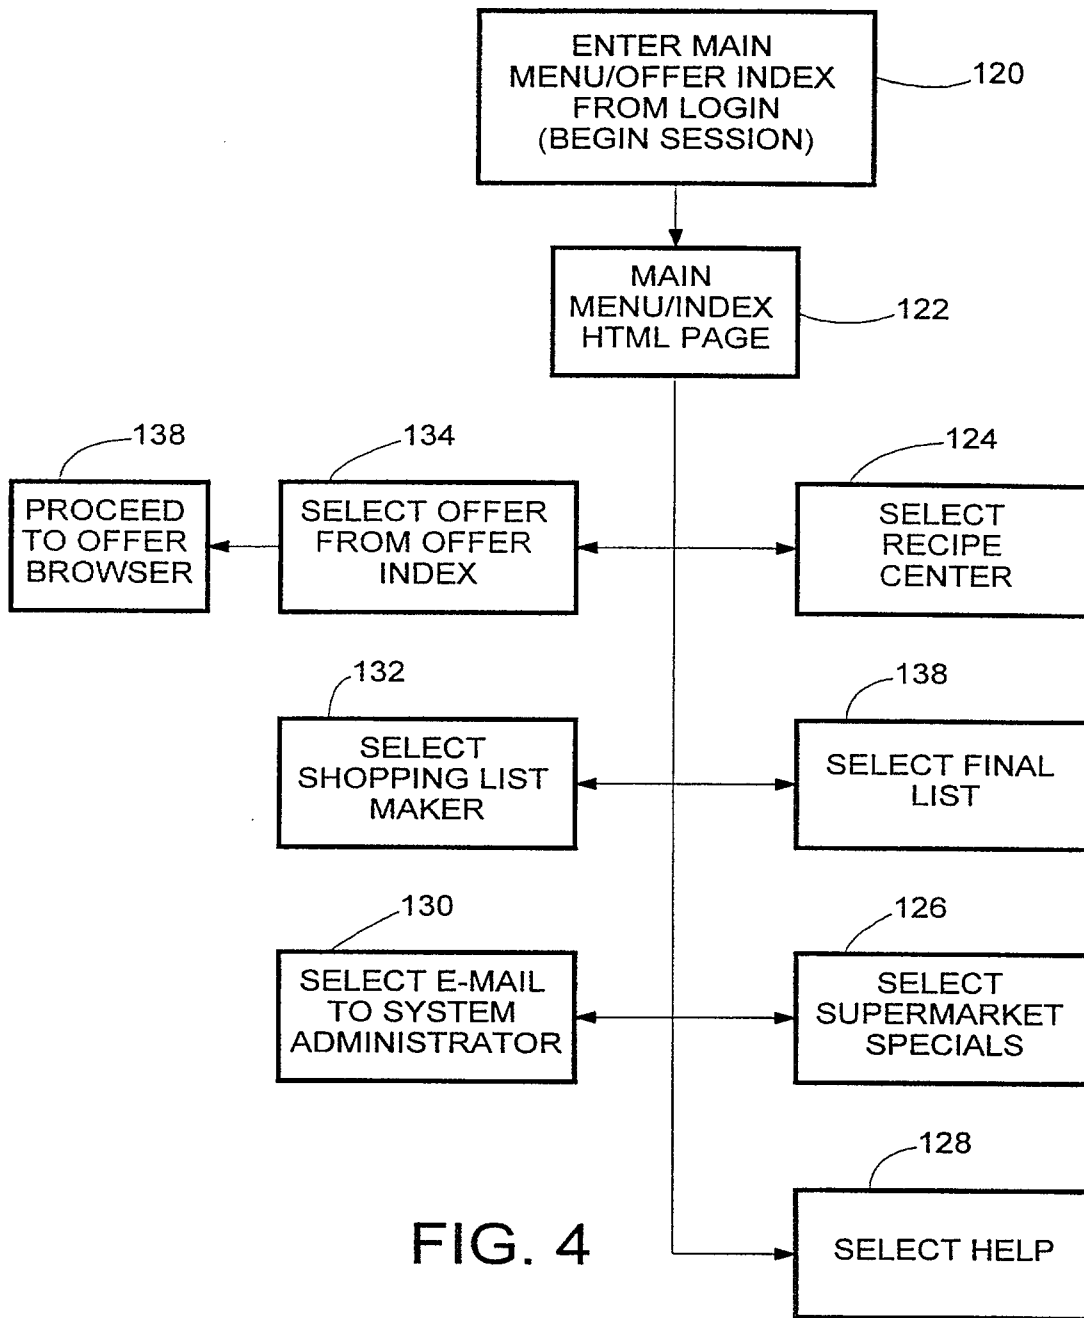 ENTER MAIN
MENU/OFFER INDEX
FROM LOGIN
(BEGIN SESSION)
120
MAIN
MENU/INDEX
HTML PAGE
122
138
PROCEED
TO OFFER
BROWSER
134
SELECT OFFER
FROM OFFER
INDEX
124
SELECT
RECIPE
CENTER
132
SELECT
SHOPPING LIST
MAKER
138
SELECT FINAL
LIST
130
SELECT E-MAIL
TO SYSTEM
ADMINISTRATOR
126
SELECT
SUPERMARKET
SPECIALS
128
SELECT HELP
FIG. 4